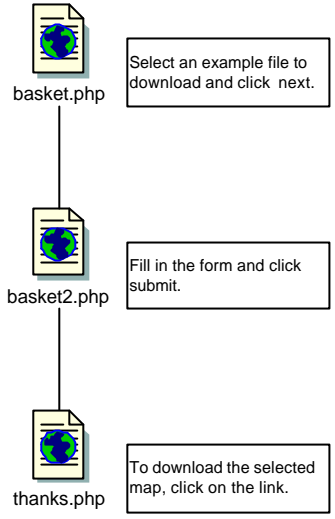 basket.php
Select an example file to
download and click  next.
basket2.php
Fill in the form and click
submit.
thanks.php
To download the selected
map, click on the link.